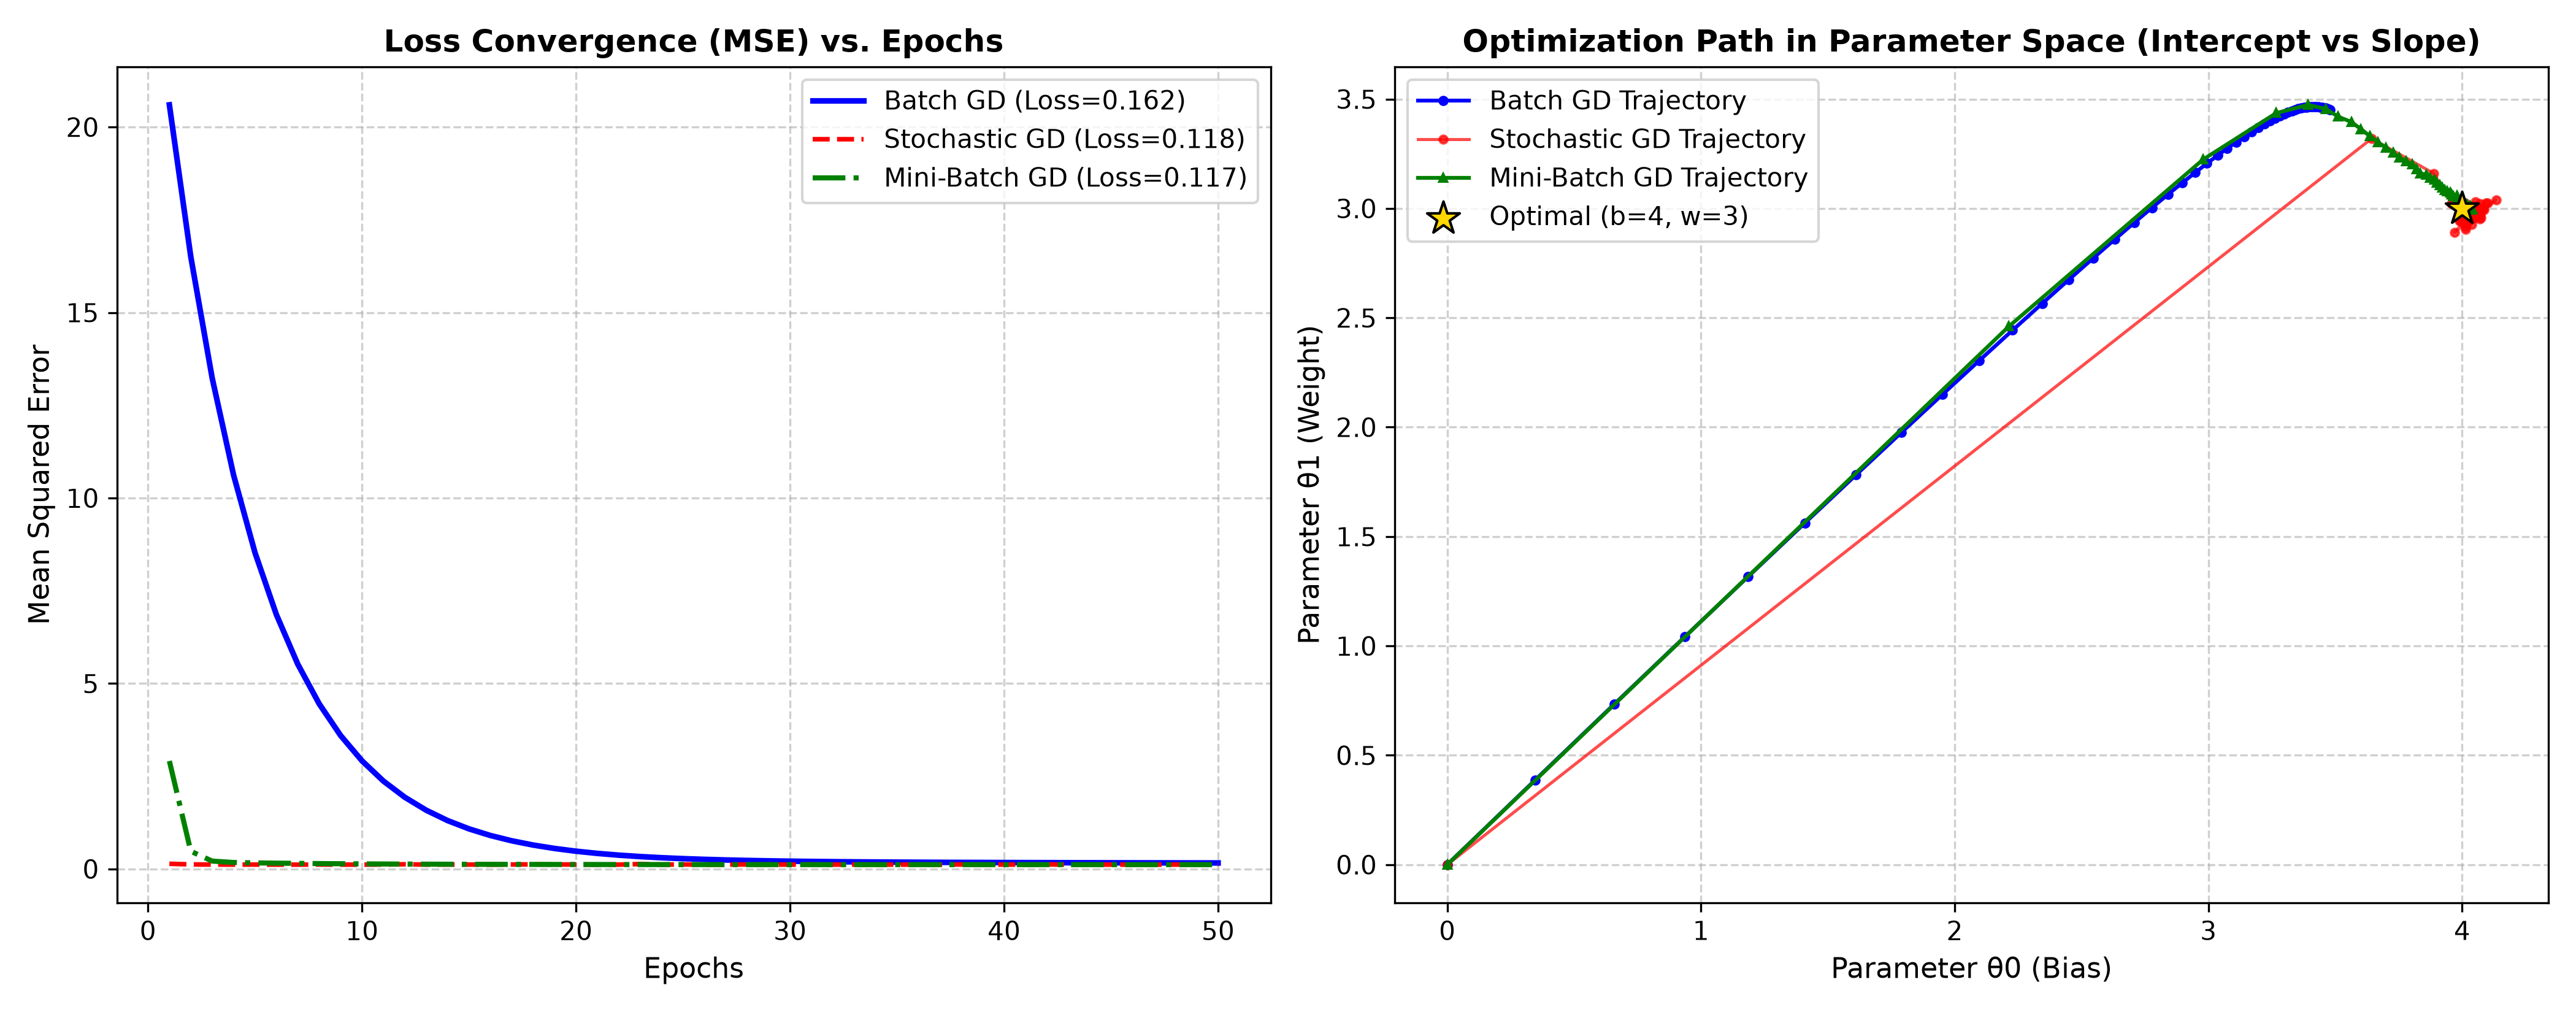 Loss Convergence (MSE) vs. Epochs
Mean Squared Error
20
15
10
5
0
0 10 20 30 40 50
Epochs
Batch GD (Loss=0.162)
Stochastic GD (Loss=0.118)
Mini-Batch GD (Loss=0.117)
Optimization Path in Parameter Space (Intercept vs Slope)
Parameter θ1 (Weight)
3.5
3.0
2.5
2.0
1.5
1.0
0.5
0.0
0 1 2 3 4
Parameter θ0 (Bias)
Batch GD Trajectory
Stochastic GD Trajectory
Mini-Batch GD Trajectory
Optimal (b=4, w=3)